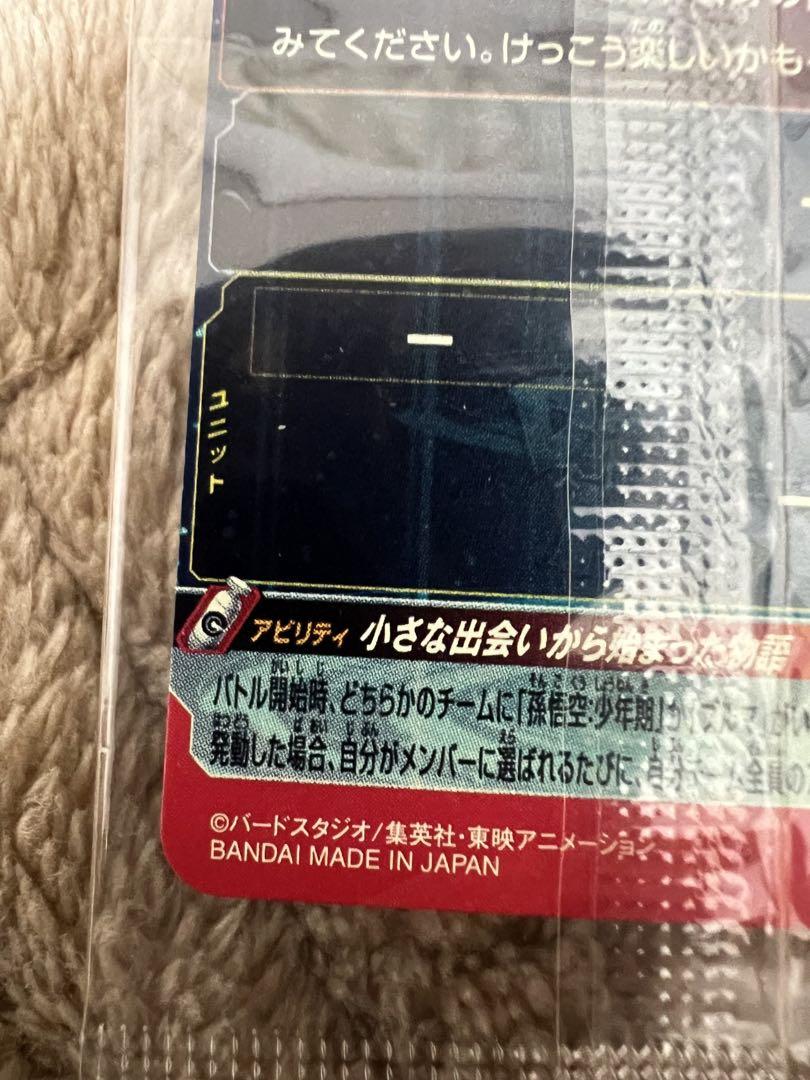 みてください。けっこう楽しいかも
ユニット
アビリティ 小さな出会いから始まった物語
バトル開始時、どちらかのチームに「孫悟空:少年期」か
発動した場合、自分がメンバーに選ばれるたびに、自分チーム全員の
©バードスタジオ/集英社・東映アニメーション
BANDAI MADE IN JAPAN